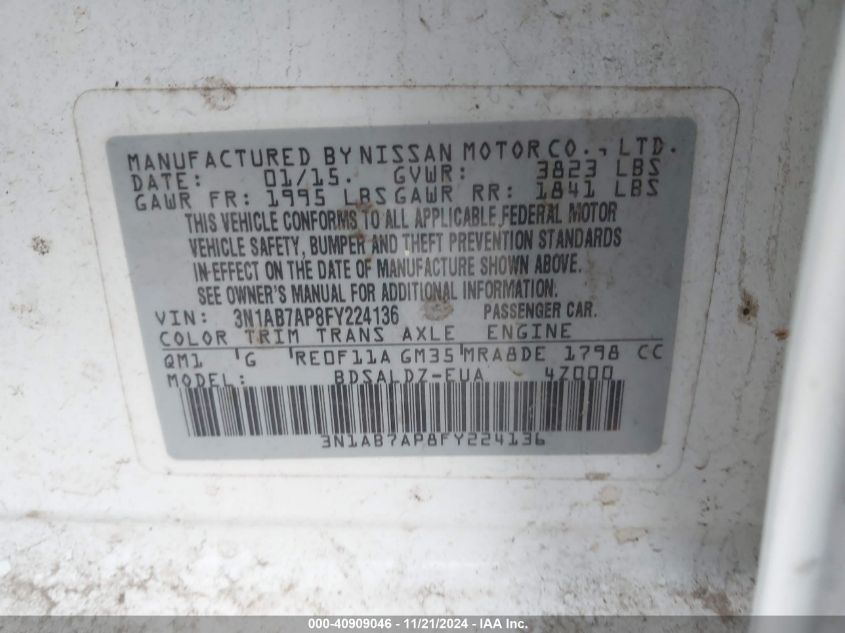 MANUFACTURED BY NISSAN MOTOR CO., LTD.
DATE: 01/15. GVWR: 3823 LBS
GAWR FR: 1995 LBS GAWR RR: 1841 LBS
THIS VEHICLE CONFORMS TO ALL APPLICABLE FEDERAL MOTOR
VEHICLE SAFETY, BUMPER AND THEFT PREVENTION STANDARDS
IN EFFECT ON THE DATE OF MANUFACTURE SHOWN ABOVE.
SEE OWNER'S MANUAL FOR ADDITIONAL INFORMATION.
VIN: 3N1AB7AP8FY224136 PASSENGER CAR.
COLOR TRIM TRANS AXLE ENGINE
QM1 'G 'RE0F11A GM35'MRA8DE 1798 CC
MODEL: BDSALDZ-EUA 4Z000
3N1AB7AP8FY224136
000-40909046 - 11/21/2024 - IAA Inc.